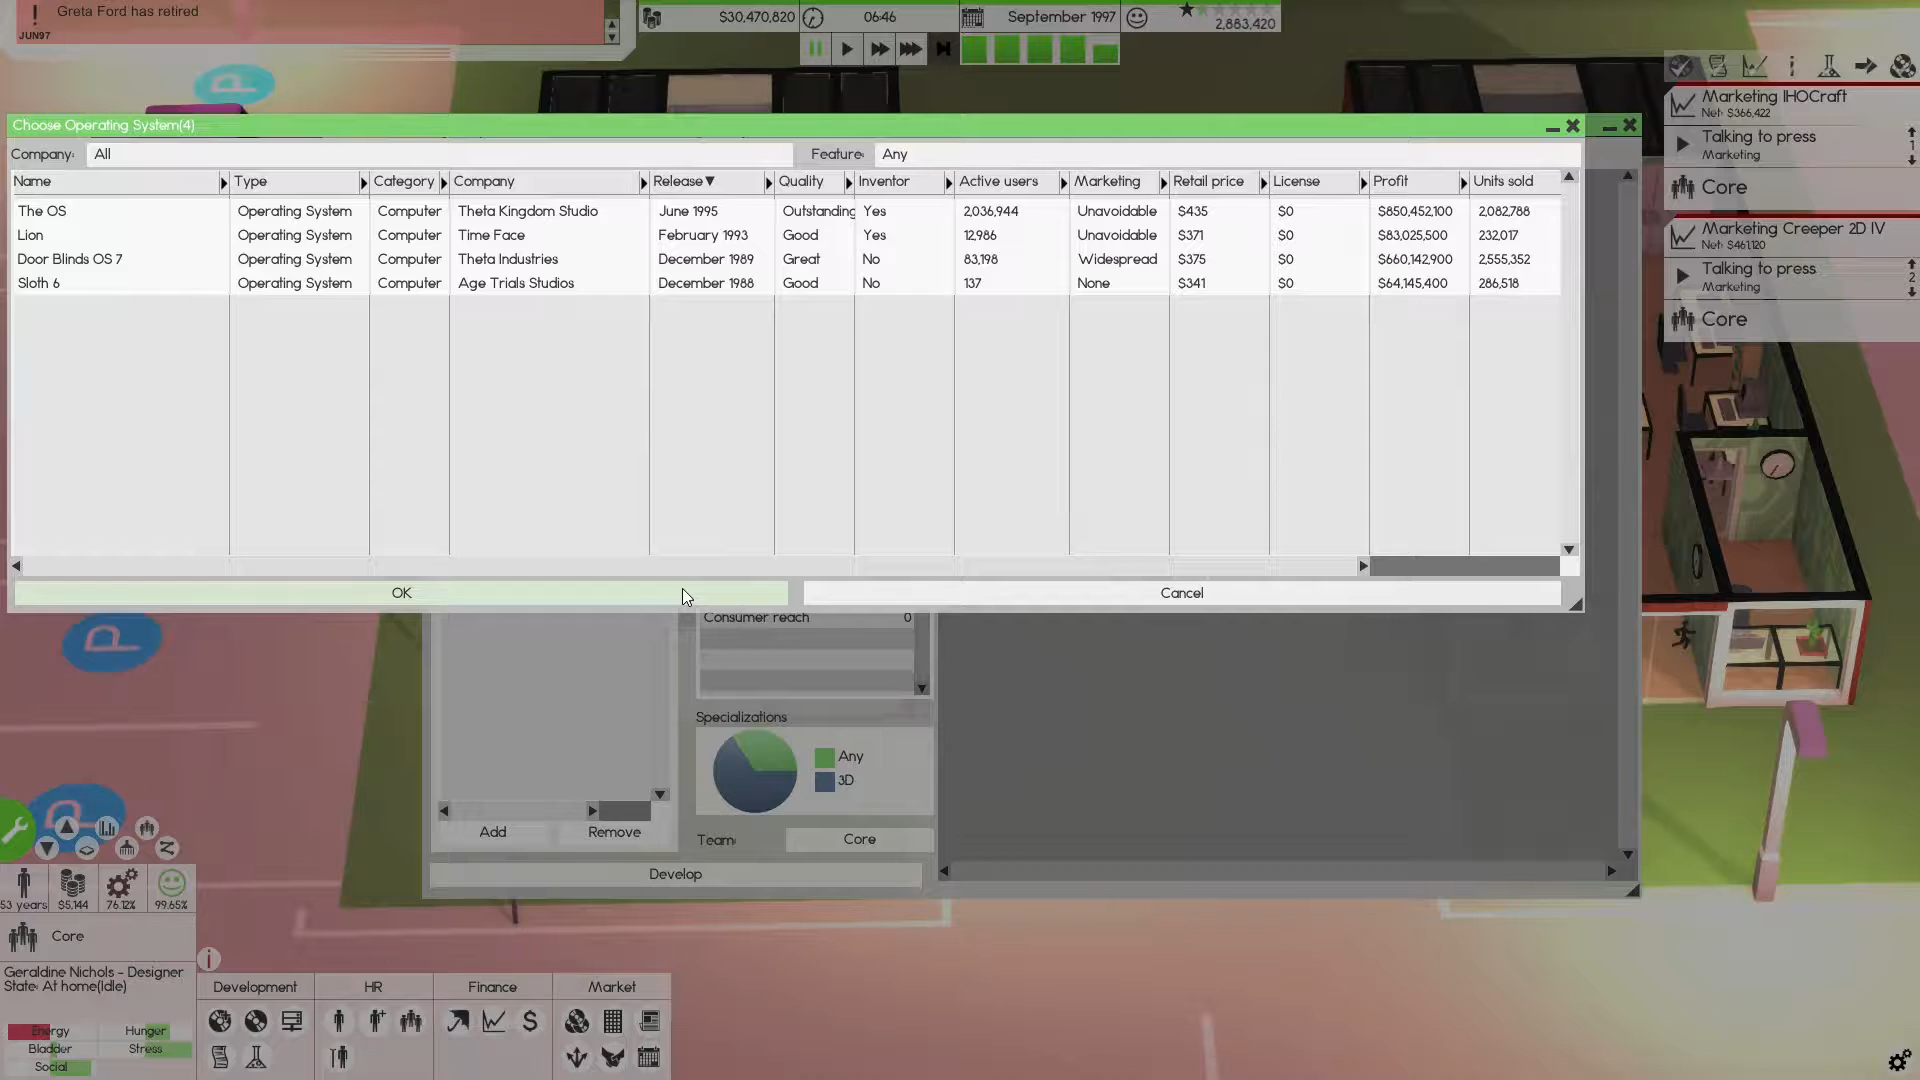 Greta Ford has retired
JUN97
$30,470,820
06:46
September 1997
2,883,420
Choose Operating System(4)
Company: All Feature: Any
Name Type Category Company Release▼ Quality Inventor Active users Marketing Retail price License Profit Units sold
The OS Operating System Computer Theta Kingdom Studio June 1995 Outstanding Yes 2,036,944 Unavoidable $435 $0 $850,452,100 2,082,788
Lion Operating System Computer Time Face February 1993 Good Yes 12,986 Unavoidable $371 $0 $83,025,500 232,017
Door Blinds OS 7 Operating System Computer Theta Industries December 1989 Great No 83,198 Widespread $375 $0 $660,142,900 2,555,352
Sloth 6 Operating System Computer Age Trials Studios December 1988 Good No 137 None $341 $0 $64,145,400 286,518
OK Cancel
Marketing IHOCraft
Net: $366,422
Talking to press
Marketing
1
Core
Marketing Creeper 2D IV
Net: $461,120
Talking to press
Marketing
2
Core
Consumer reach 0
Specializations
Any
3D
Add Remove
Team: Core
Develop
53 years $5,144 76.12% 99.65%
Core
Geraldine Nichols - Designer
State: At home(Idle)
Energy Hunger
Bladder Stress
Social
Development HR Finance Market